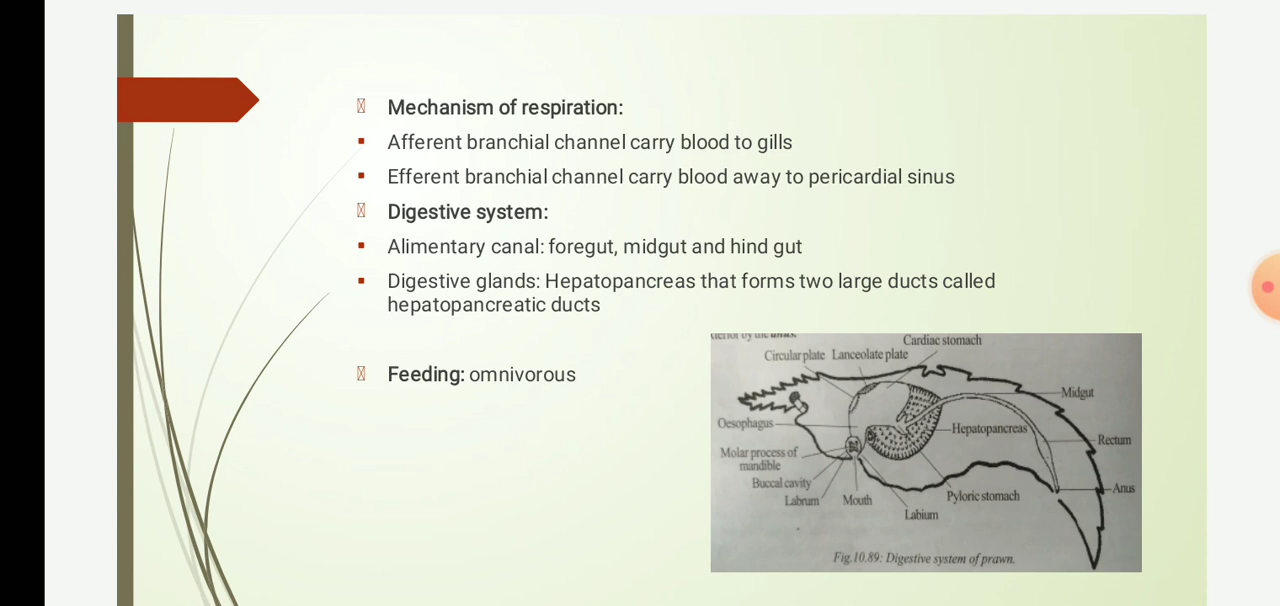 Mechanism of respiration:
Afferent branchial channel carry blood to gills
Efferent branchial channel carry blood away to pericardial sinus
Digestive system:
Alimentary canal: foregut, midgut and hind gut
Digestive glands: Hepatopancreas that forms two large ducts called
hepatopancreatic ducts
Feeding: omnivorous
by the anus.
Cardiac stomach
Circular plate Lanceolate plate
Midgut
Oesophagus
Hepatopancreas
Rectum
Molar process of
mandible
Buccal cavity
Anus
Labrum
Mouth
Pyloric stomach
Labium
Fig.10.89: Digestive system of prawn.